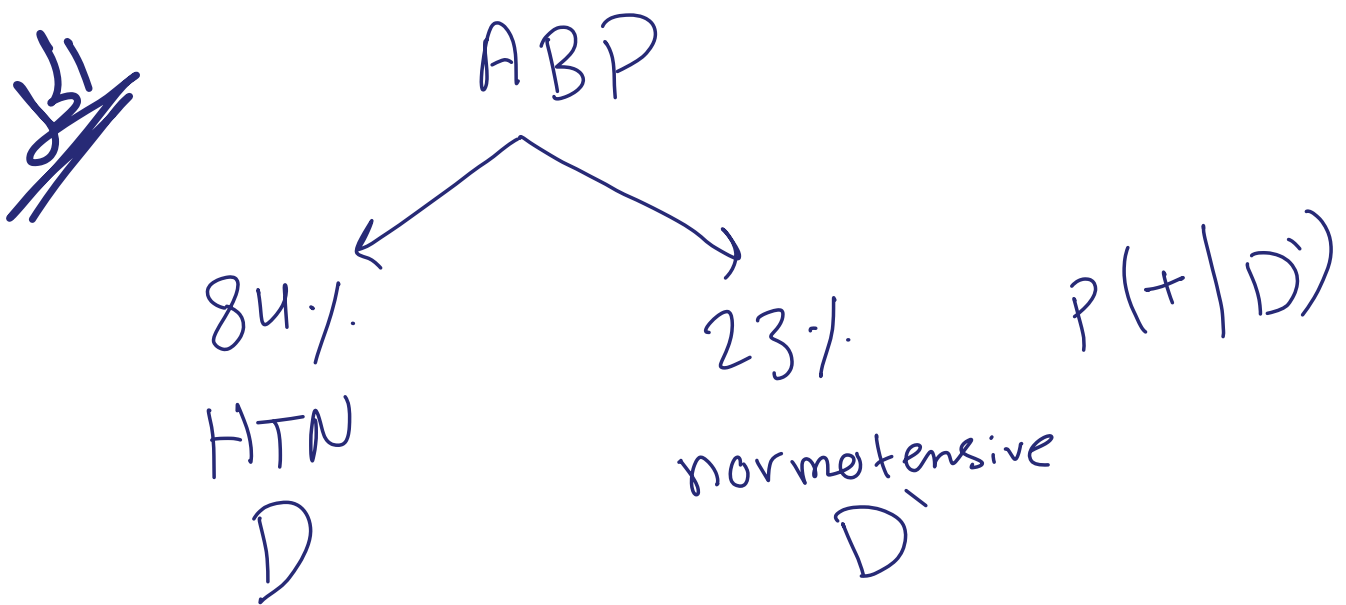 ABP
84%
23%
P(+/D`)
HTN
normotensive
D
D`